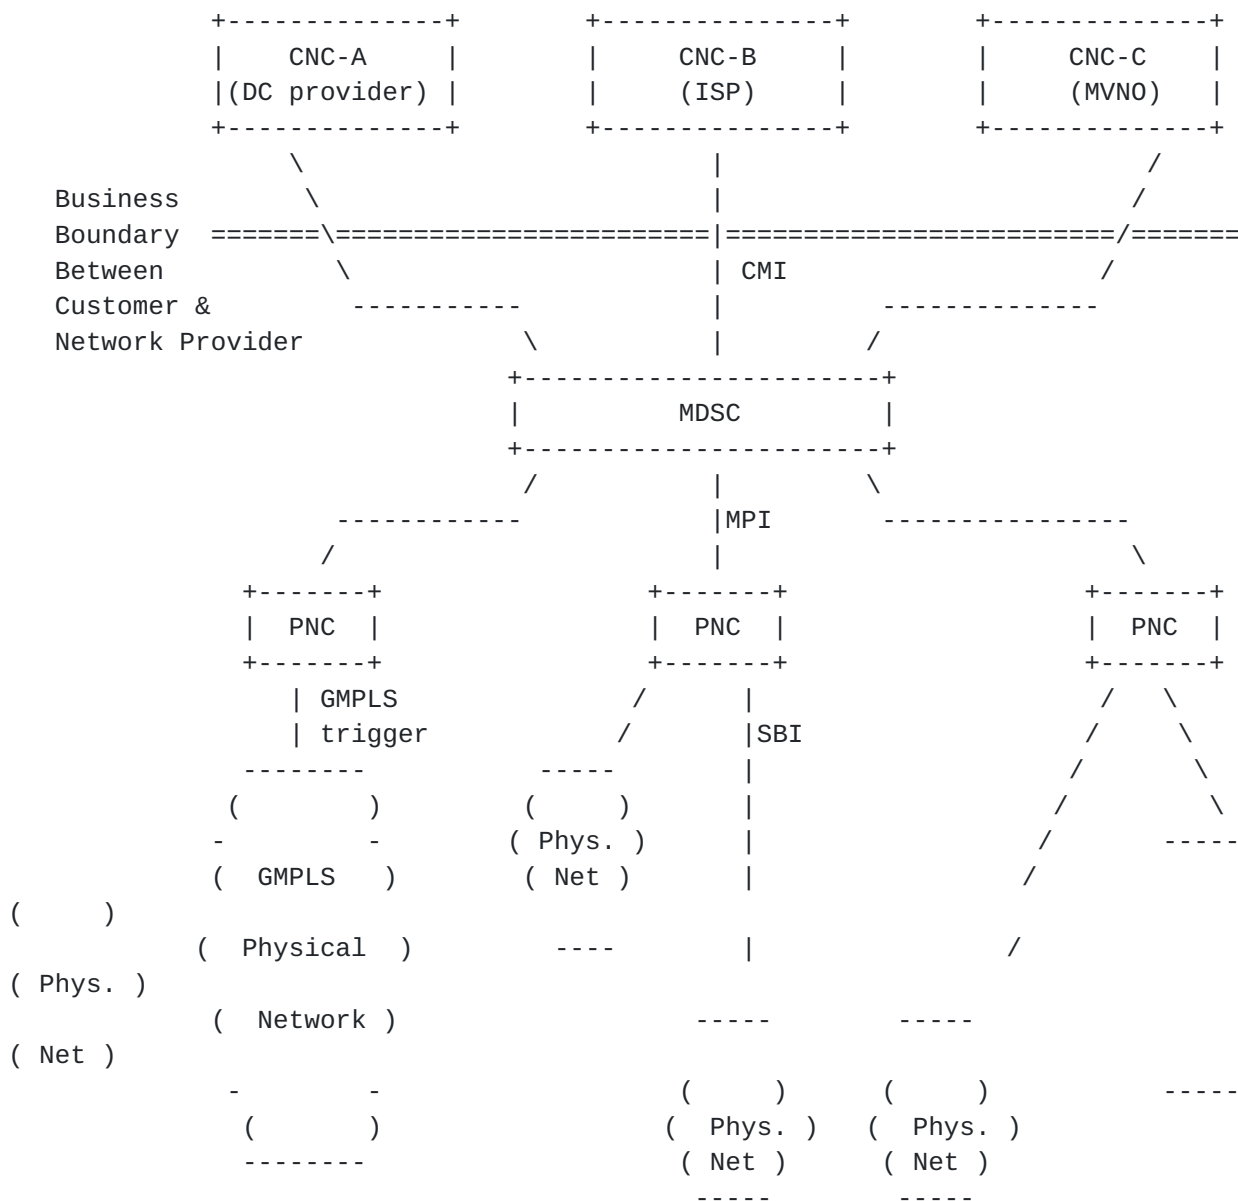 +--------------+ +---------------+ +--------------+
| CNC-A | | CNC-B | | CNC-C |
|(DC provider) | | (ISP) | | (MVNO) |
+--------------+ +---------------+ +--------------+
\ | /
Business \ | /
Boundary =======\========================|=========================/=======
Between \ | CMI /
Customer & ----------- | --------------
Network Provider \ | /
+-----------------------+
| MDSC |
+-----------------------+
/ | \
------------ |MPI ----------------
/ | \
+-------+ +-------+ +-------+
| PNC | | PNC | | PNC |
+-------+ +-------+ +-------+
| GMPLS / | / \
| trigger / |SBI / \
-------- ----- | / \
( ) ( ) | / \
- - ( Phys. ) | / -----
( GMPLS ) ( Net ) | /
( )
( Physical ) ---- | /
( Phys. )
( Network ) ----- -----
( Net )
- - ( ) ( ) -----
( ) ( Phys. ) ( Phys. )
-------- ( Net ) ( Net )
----- -----